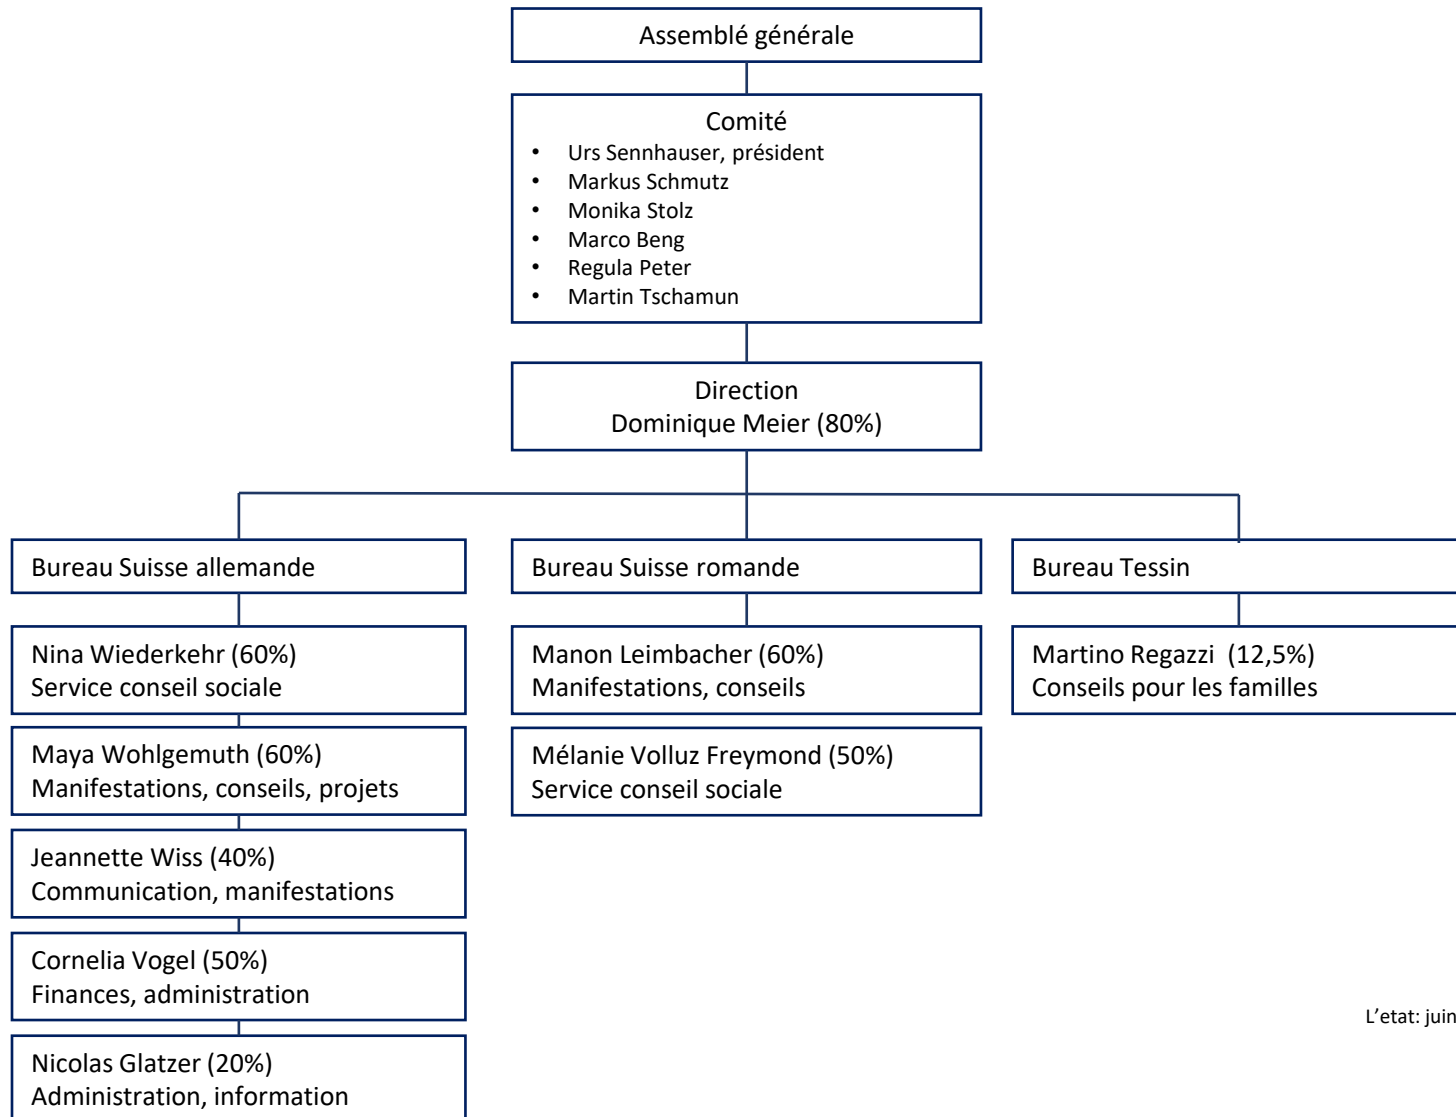 Assemblé générale
Comité
• Urs Sennhauser, président
• Markus Schmutz
• Monika Stolz
• Marco Beng
• Regula Peter
• Martin Tschamun
Direction
Dominique Meier (80%)
Bureau Suisse allemande
Nina Wiederkehr (60%)
Service conseil sociale
Maya Wohlgemuth (60%)
Manifestations, conseils, projets
Jeannette Wiss (40%)
Communication, manifestations
Cornelia Vogel (50%)
Finances, administration
Nicolas Glatzer (20%)
Administration, information
Bureau Suisse romande
Manon Leimbacher (60%)
Manifestations, conseils
Mélanie Volluz Freymond (50%)
Service conseil sociale
Bureau Tessin
Martino Regazzi (12,5%)
Conseils pour les familles
L’etat: juin